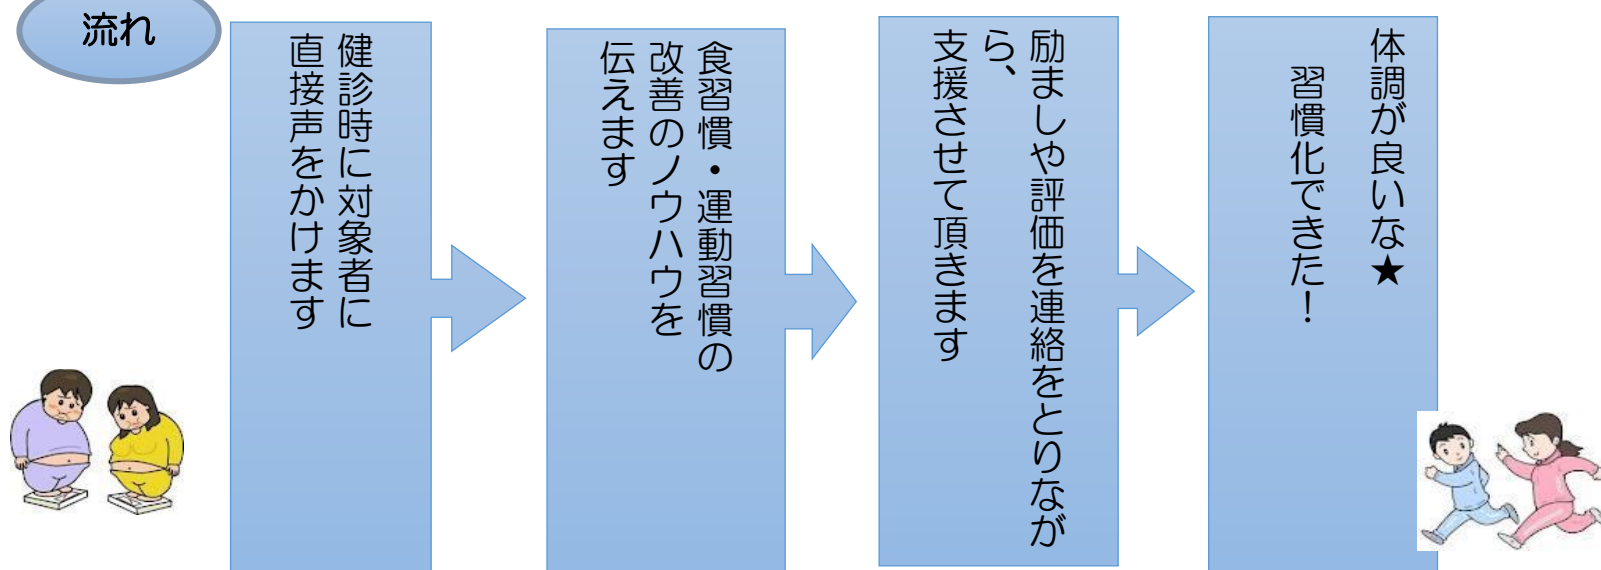 流れ
健診時に対象者に
直接声をかけます
食習慣・運動習慣の
改善のノウハウを
伝えます
励ましや評価を連絡をとりなが
ら、
支援させて頂きます
体調が良いな★
習慣化できた！